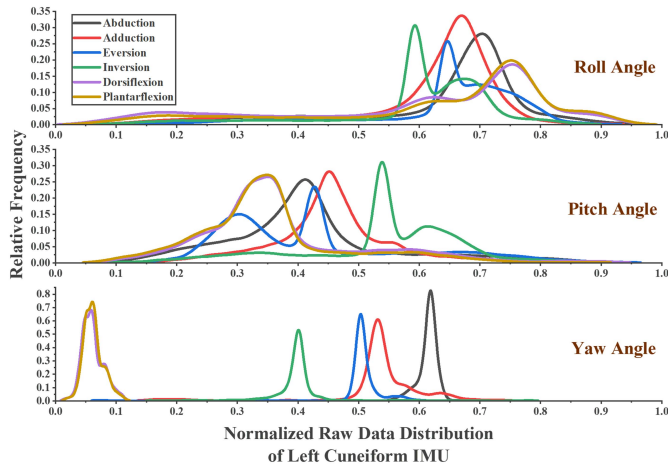 Relative Frequency
0.35
0.30
0.25
0.20
0.15
0.10
0.05
0.00
Abduction
Adduction
Eversion
Inversion
Dorsiflexion
Plantarflexion
Roll Angle
0.0 0.1 0.2 0.3 0.4 0.5 0.6 0.7 0.8 0.9 1.0
0.35
0.30
0.25
0.20
0.15
0.10
0.05
0.00
Pitch Angle
0.0 0.1 0.2 0.3 0.4 0.5 0.6 0.7 0.8 0.9 1.0
0.8
0.7
0.6
0.5
0.4
0.3
0.2
0.1
0.0
Yaw Angle
0.0 0.1 0.2 0.3 0.4 0.5 0.6 0.7 0.8 0.9 1.0
Normalized Raw Data Distribution
of Left Cuneiform IMU